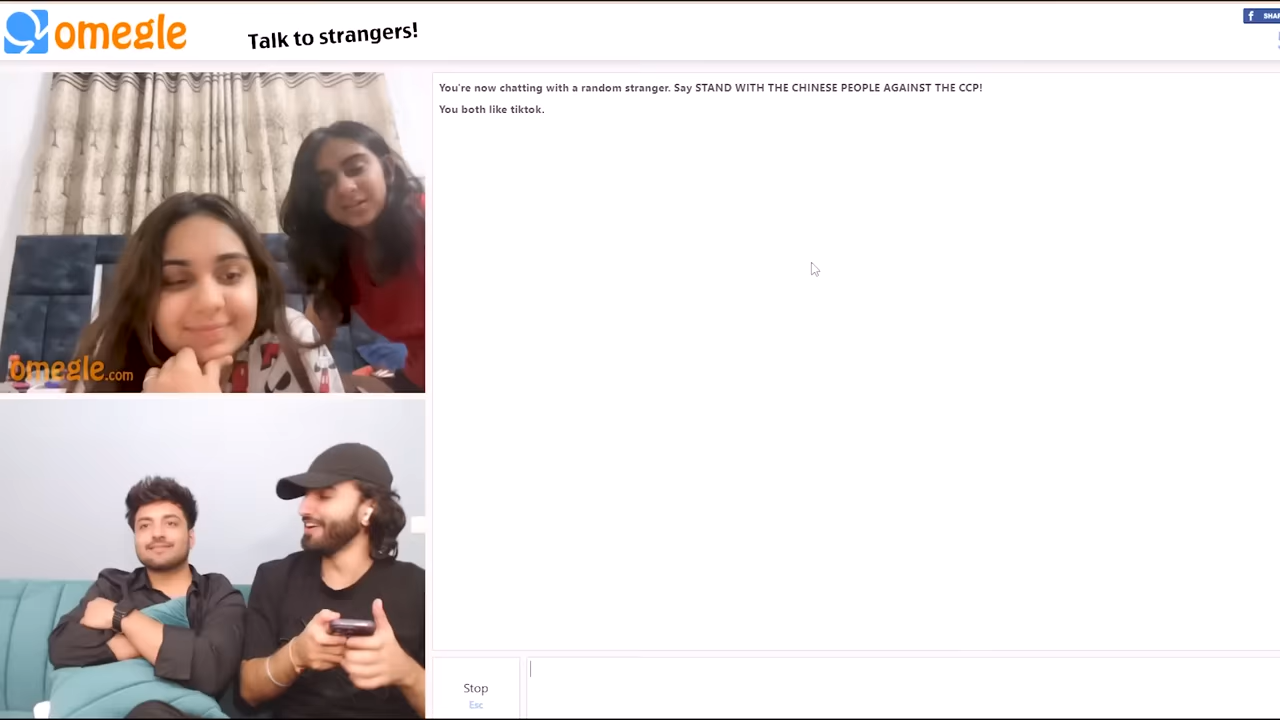 omegle
Talk to strangers!
f SHAR
You're now chatting with a random stranger. Say STAND WITH THE CHINESE PEOPLE AGAINST THE CCP!
You both like tiktok.
omegle.com
Stop
Esc